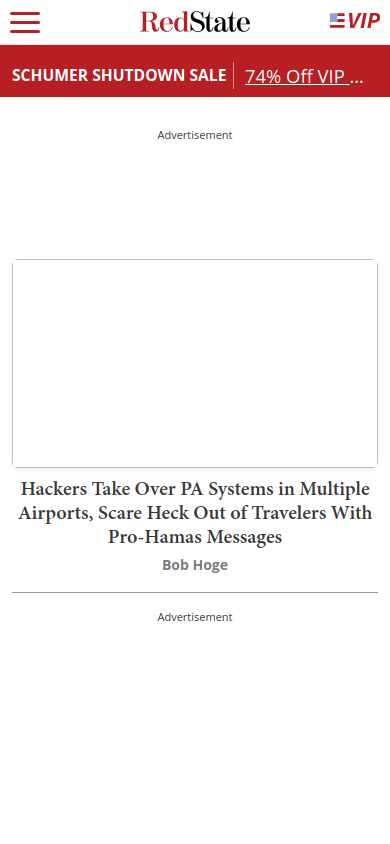 RedState
VIP
SCHUMER SHUTDOWN SALE
74% Off VIP ...
Advertisement
Hackers Take Over PA Systems in Multiple
Airports, Scare Heck Out of Travelers With
Pro-Hamas Messages
Bob Hoge
Advertisement